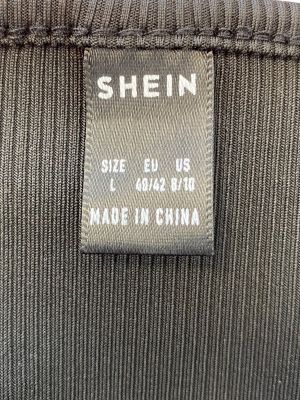 SHEIN
SIZE EU US
L 40/42 8/10
MADE IN CHINA